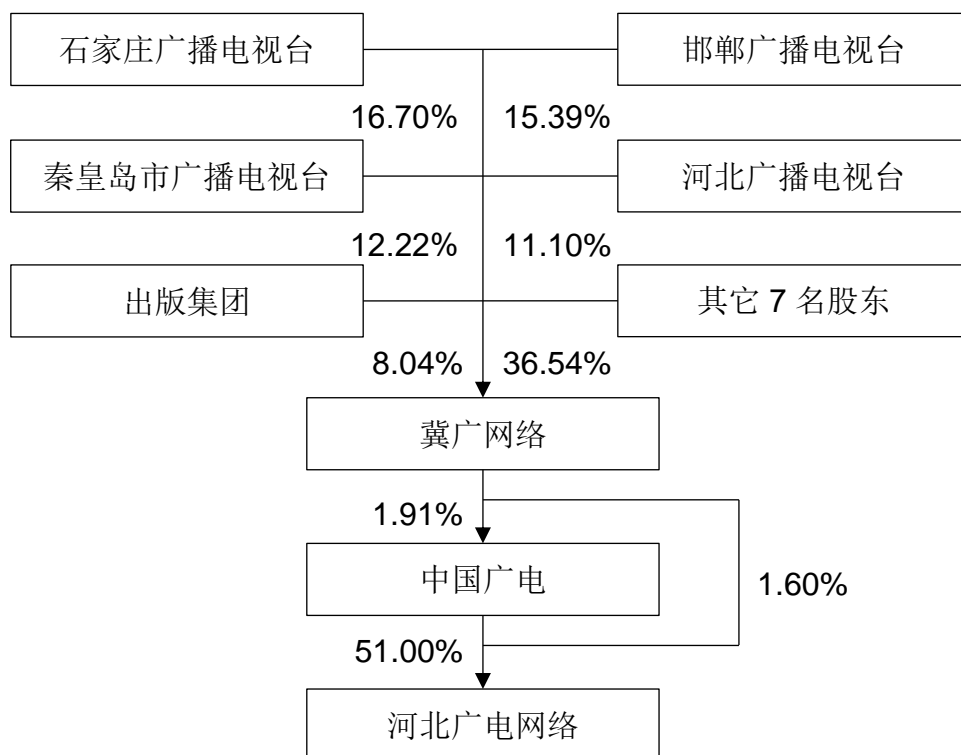 石家庄广播电视台
邯郸广播电视台
16.70%
15.39%
秦皇岛市广播电视台
河北广播电视台
12.22%
11.10%
出版集团
其它 7 名股东
8.04%
36.54%
冀广网络
1.91%
中国广电
1.60%
51.00%
河北广电网络